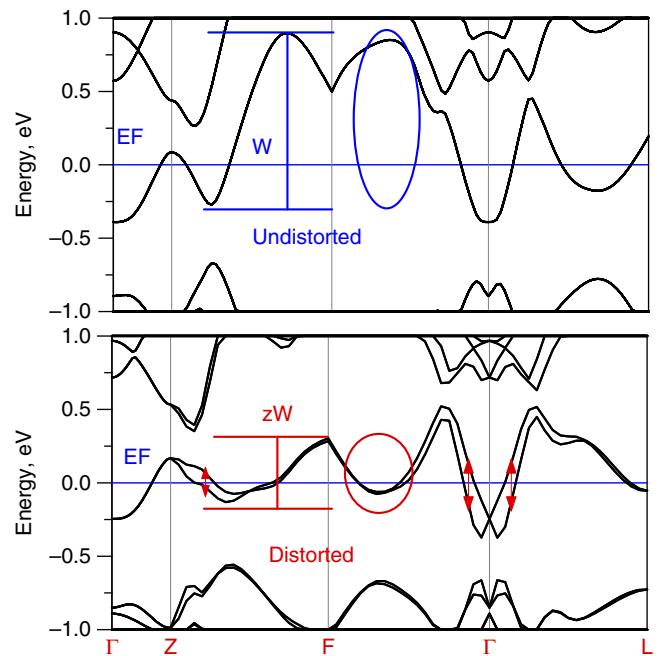 1.0
0.5
EF
W
0.0
Energy, eV
Undistorted
−0.5
−1.0
1.0
zW
0.5
EF
0.0
Energy, eV
Distorted
−0.5
−1.0
Γ Z F Γ L